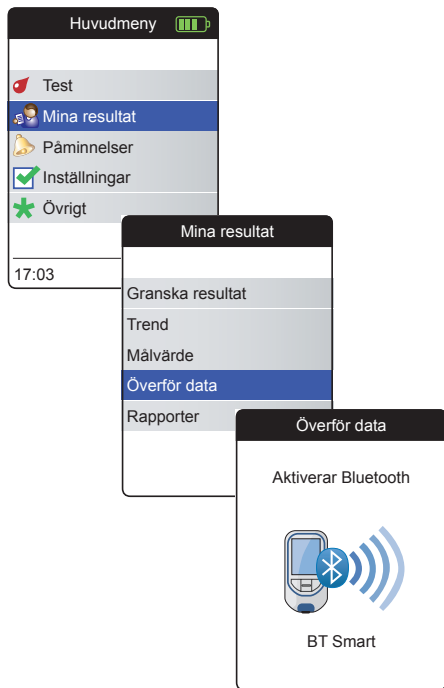 Huvudmeny
Test
Mina resultat
Påminnelser
Inställningar
Övrigt
17:03
Mina resultat
Granska resultat
Trend
Målvärde
Överför data
Rapporter
Överför data
Aktiverar Bluetooth
BT Smart